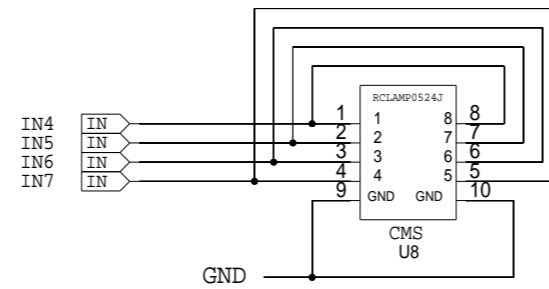 RCLAMP0524J
IN4 IN 1 1 8 8
IN5 IN 2 2 7 7
IN6 IN 3 3 6 6
IN7 IN 4 4 5 5
9 GND GND 10
CMS
U8
GND